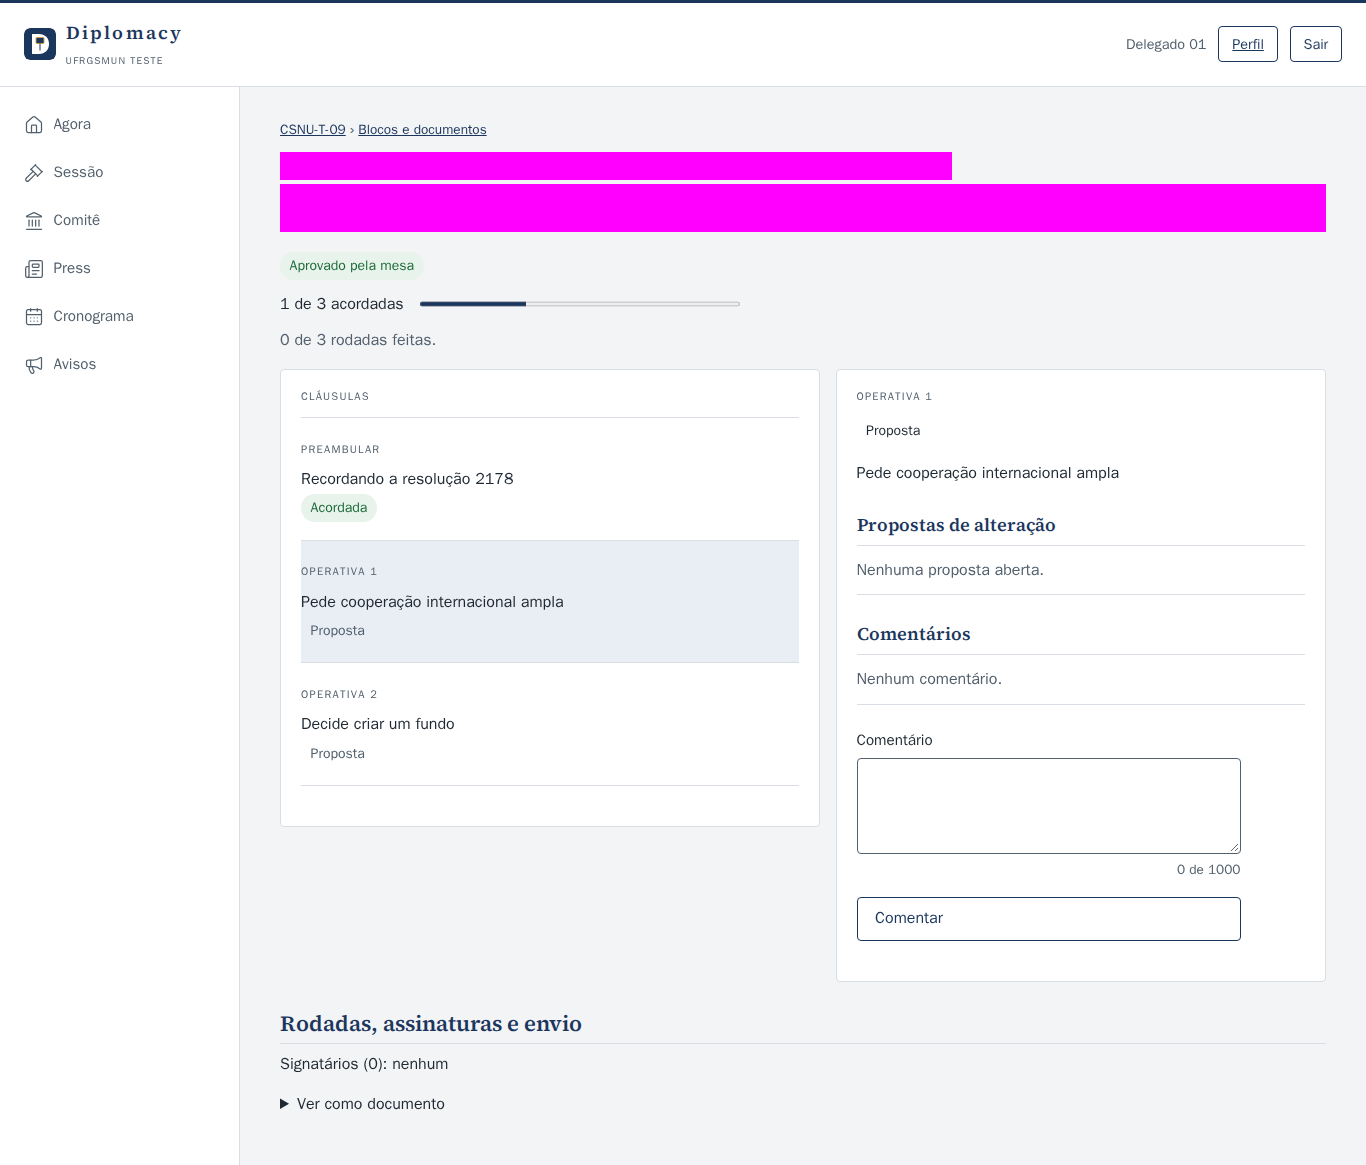 Diplomacy
UFRGSMUN TESTE
Delegado 01
Perfil
Sair
Agora
Sessão
Comitê
Press
Cronograma
Avisos
CSNU-T-09 › Blocos e documentos
Aprovado pela mesa
1 de 3 acordadas
0 de 3 rodadas feitas.
CLÁUSULAS
PREAMBULAR
Recordando a resolução 2178
Acordada
OPERATIVA 1
Pede cooperação internacional ampla
Proposta
OPERATIVA 2
Decide criar um fundo
Proposta
OPERATIVA 1
Proposta
Pede cooperação internacional ampla
Propostas de alteração
Nenhuma proposta aberta.
Comentários
Nenhum comentário.
Comentário
0 de 1000
Comentar
Rodadas, assinaturas e envio
Signatários (0): nenhum
Ver como documento